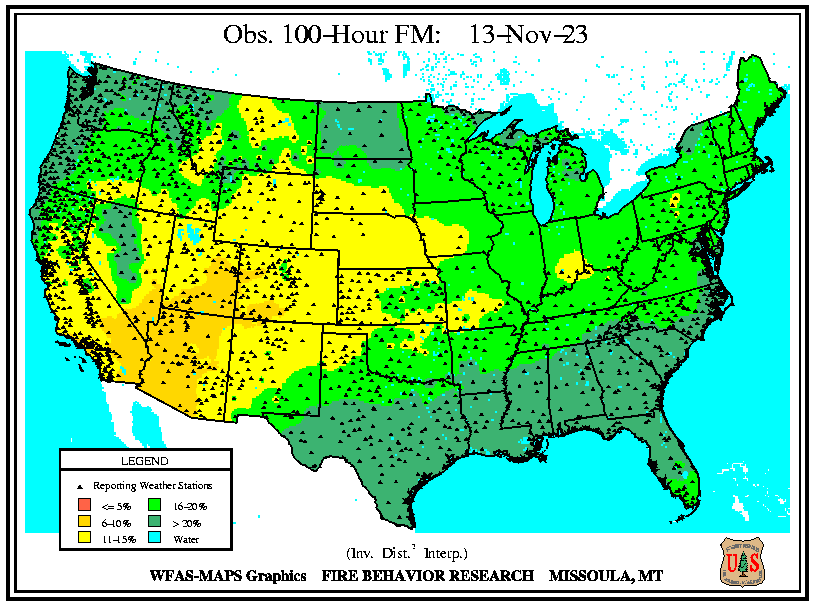 Obs. 100-Hour FM: 13-Nov-23
LEGEND
Reporting Weather Stations
<= 5% 16-20%
6-10% > 20%
11-15% Water
(Inv. Dist.² Interp.)
WFAS-MAPS Graphics FIRE BEHAVIOR RESEARCH MISSOULA, MT
U S